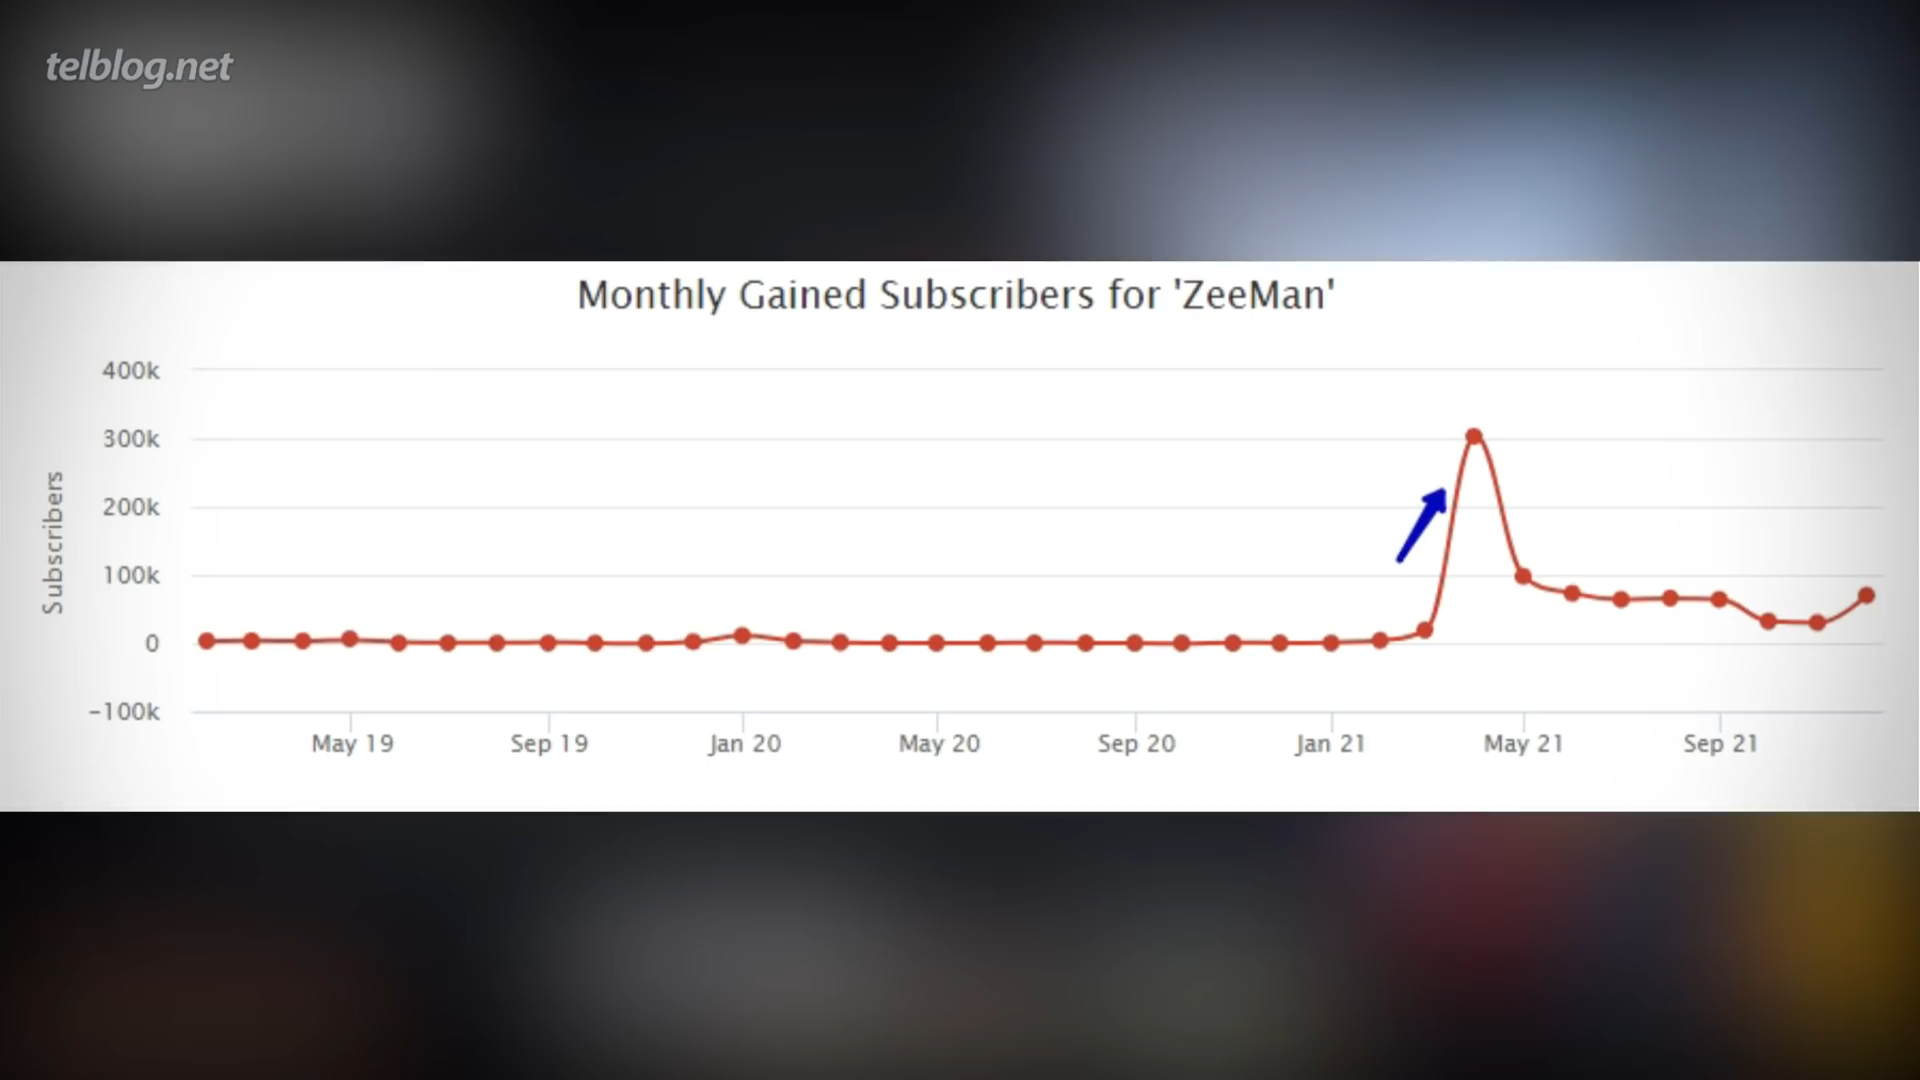 telblog.net
Monthly Gained Subscribers for 'ZeeMan'
400k
300k
200k
100k
0
-100k
Subscribers
May 19 Sep 19 Jan 20 May 20 Sep 20 Jan 21 May 21 Sep 21